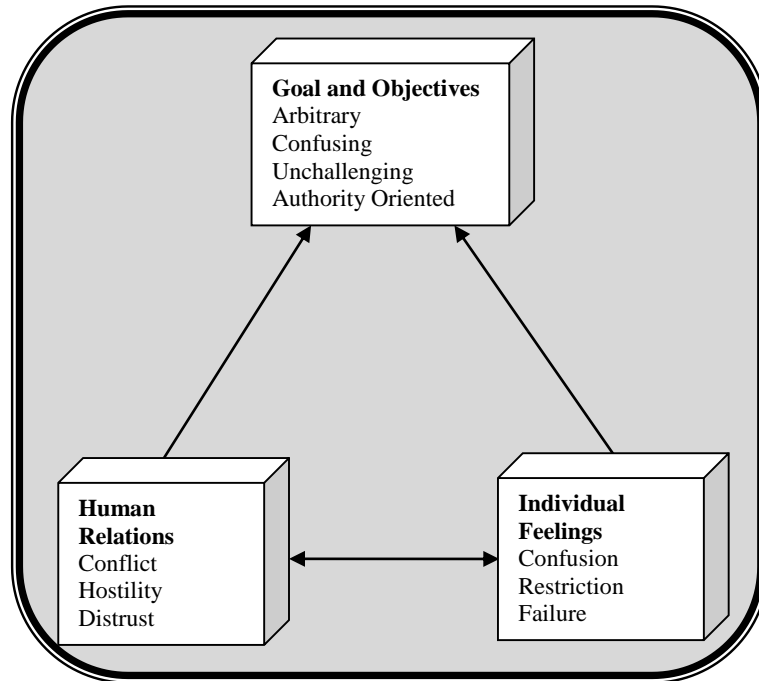 Goal and Objectives
Arbitrary
Confusing
Unchallenging
Authority Oriented
Human
Relations
Conflict
Hostility
Distrust
Individual
Feelings
Confusion
Restriction
Failure